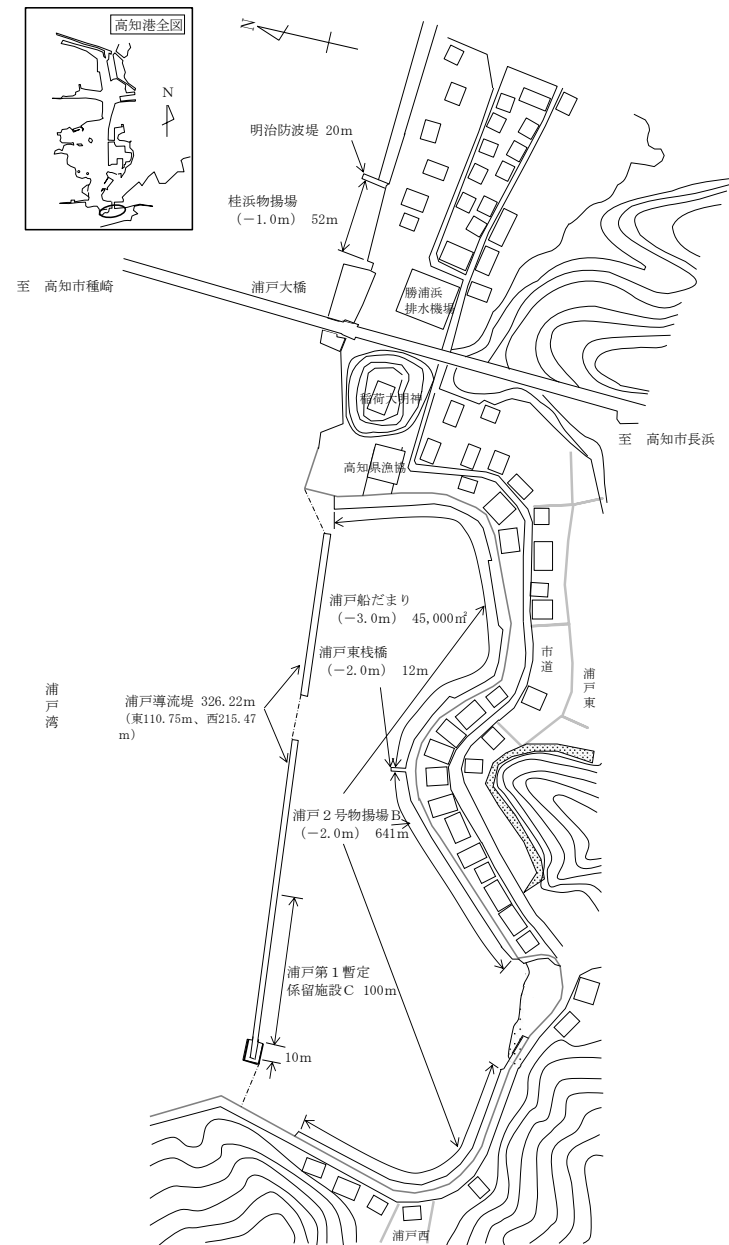 高知港全図
N
N
明治防波堤 20m
桂浜物揚場
(−1.0m) 52m
至 高知市種崎
浦戸大橋
勝浦浜
排水機場
稲荷大明神
至 高知市長浜
高知県漁協
浦戸船だまり
(−3.0m) 45,000㎡
浦戸東桟橋
(−2.0m) 12m
市道
浦戸東
浦戸湾
浦戸導流堤 326.22m
(東110.75m、西215.47
m)
浦戸２号物揚場B
(−2.0m) 641m
浦戸第１暫定
係留施設C 100m
10m
浦戸西